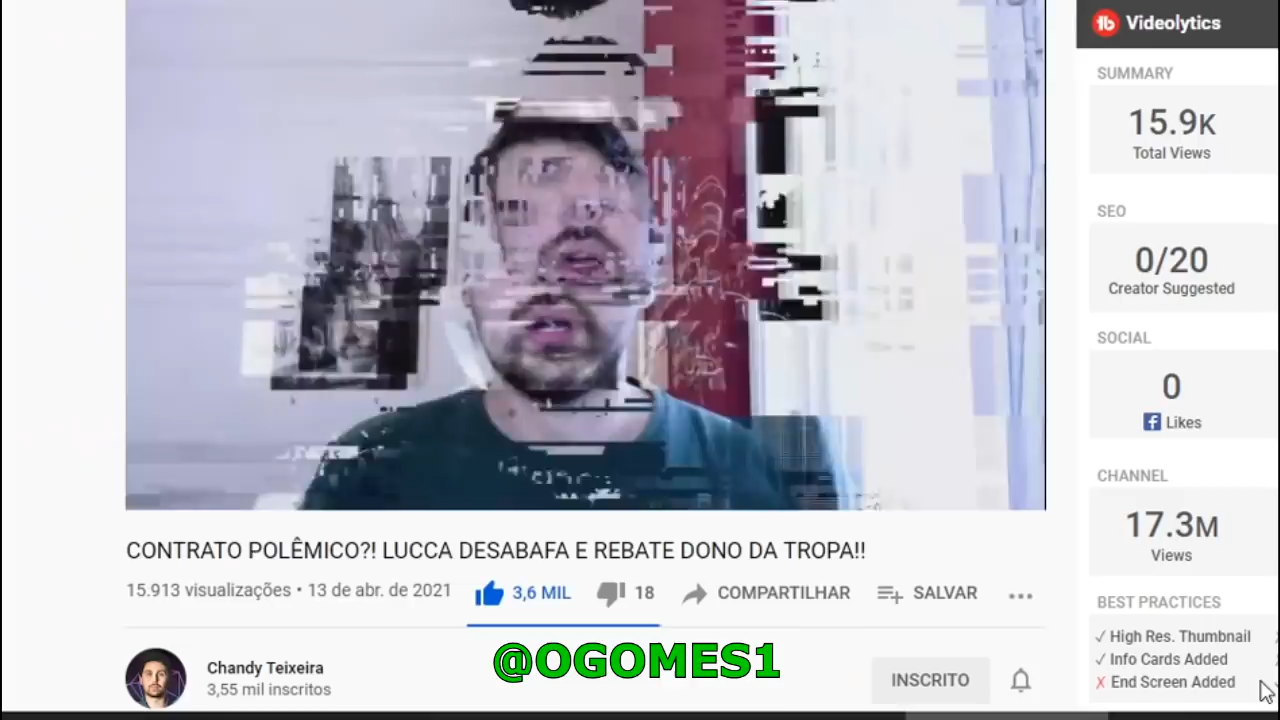 Videolytics
SUMMARY
15.9K
Total Views
SEO
0/20
Creator Suggested
SOCIAL
0
Likes
CHANNEL
17.3M
Views
BEST PRACTICES
✓ High Res. Thumbnail
✓ Info Cards Added
✗ End Screen Added
CONTRATO POLÊMICO?! LUCCA DESABAFA E REBATE DONO DA TROPA!!
15.913 visualizações • 13 de abr. de 2021
3,6 MIL
18
COMPARTILHAR
SALVAR
Chandy Teixeira
3,55 mil inscritos
@OGOMES1
INSCRITO